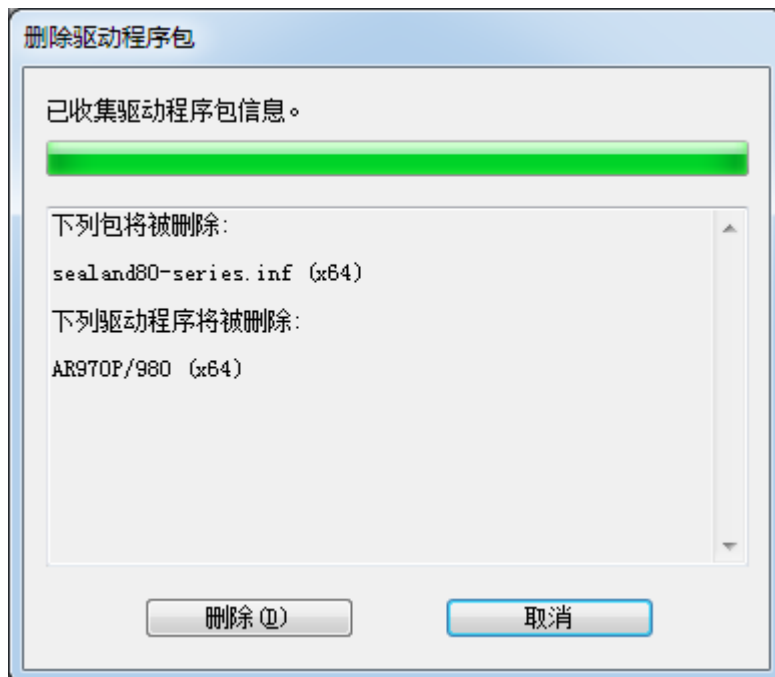 删除驱动程序包
已收集驱动程序包信息。
下列包将被删除:
sealand80-series.inf (x64)
下列驱动程序将被删除:
AR970P/980 (x64)
删除(D)
取消